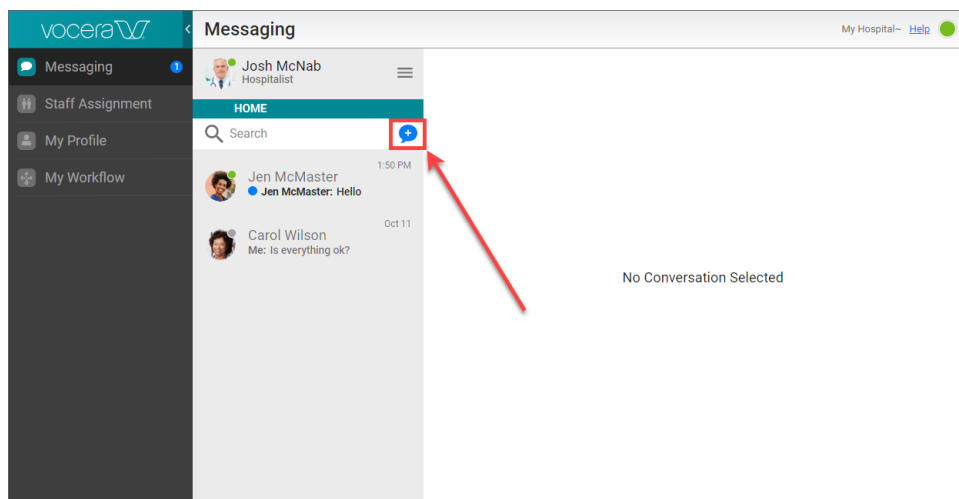 vocera
Messaging
My Hospital~ Help
Messaging 1
Staff Assignment
My Profile
My Workflow
Josh McNab
Hospitalist
HOME
Search
1:50 PM
Jen McMaster
Jen McMaster: Hello
Oct 11
Carol Wilson
Me: Is everything ok?
No Conversation Selected